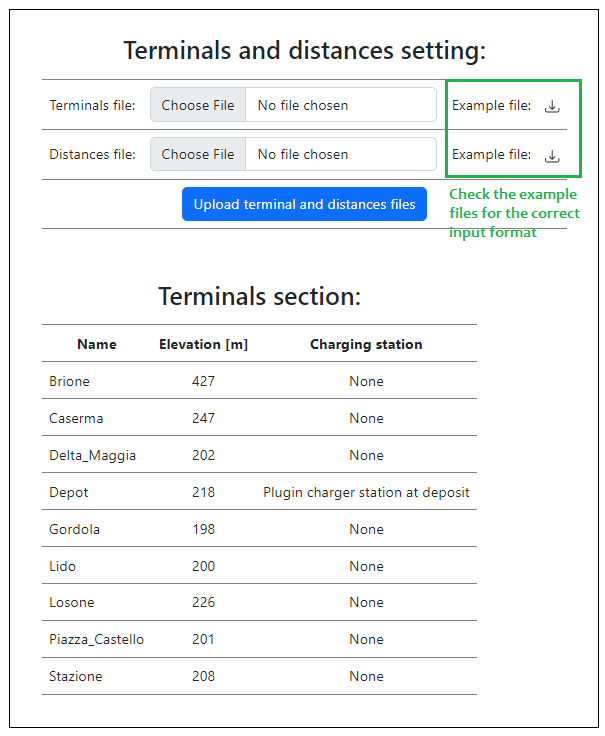 Terminals and distances setting:
Terminals file: Choose File No file chosen Example file:
Distances file: Choose File No file chosen Example file:
Upload terminal and distances files
Check the example
files for the correct
input format
Terminals section:
Name Elevation [m] Charging station
Brione 427 None
Caserma 247 None
Delta_Maggia 202 None
Depot 218 Plugin charger station at deposit
Gordola 198 None
Lido 200 None
Losone 226 None
Piazza_Castello 201 None
Stazione 208 None